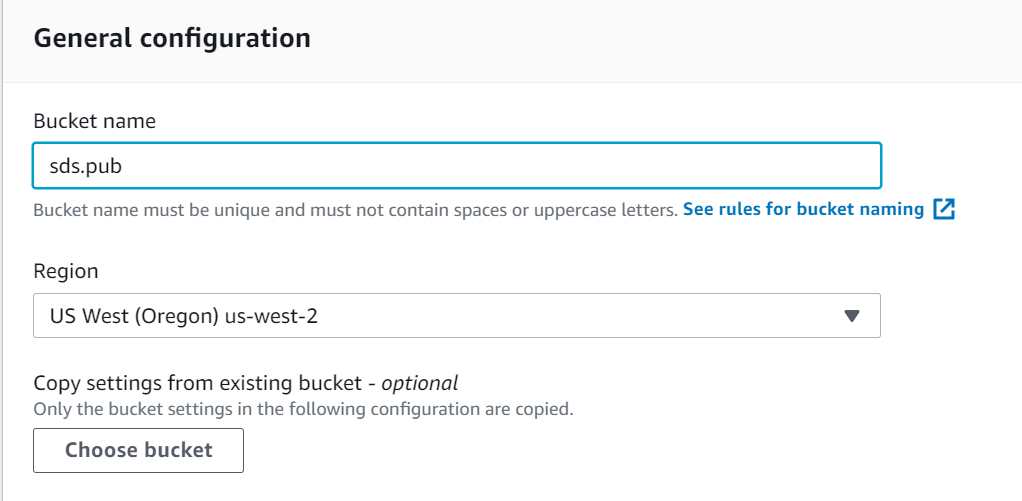 General configuration
Bucket name
sds.pub
Bucket name must be unique and must not contain spaces or uppercase letters. See rules for bucket naming
Region
US West (Oregon) us-west-2
Copy settings from existing bucket - optional
Only the bucket settings in the following configuration are copied.
Choose bucket